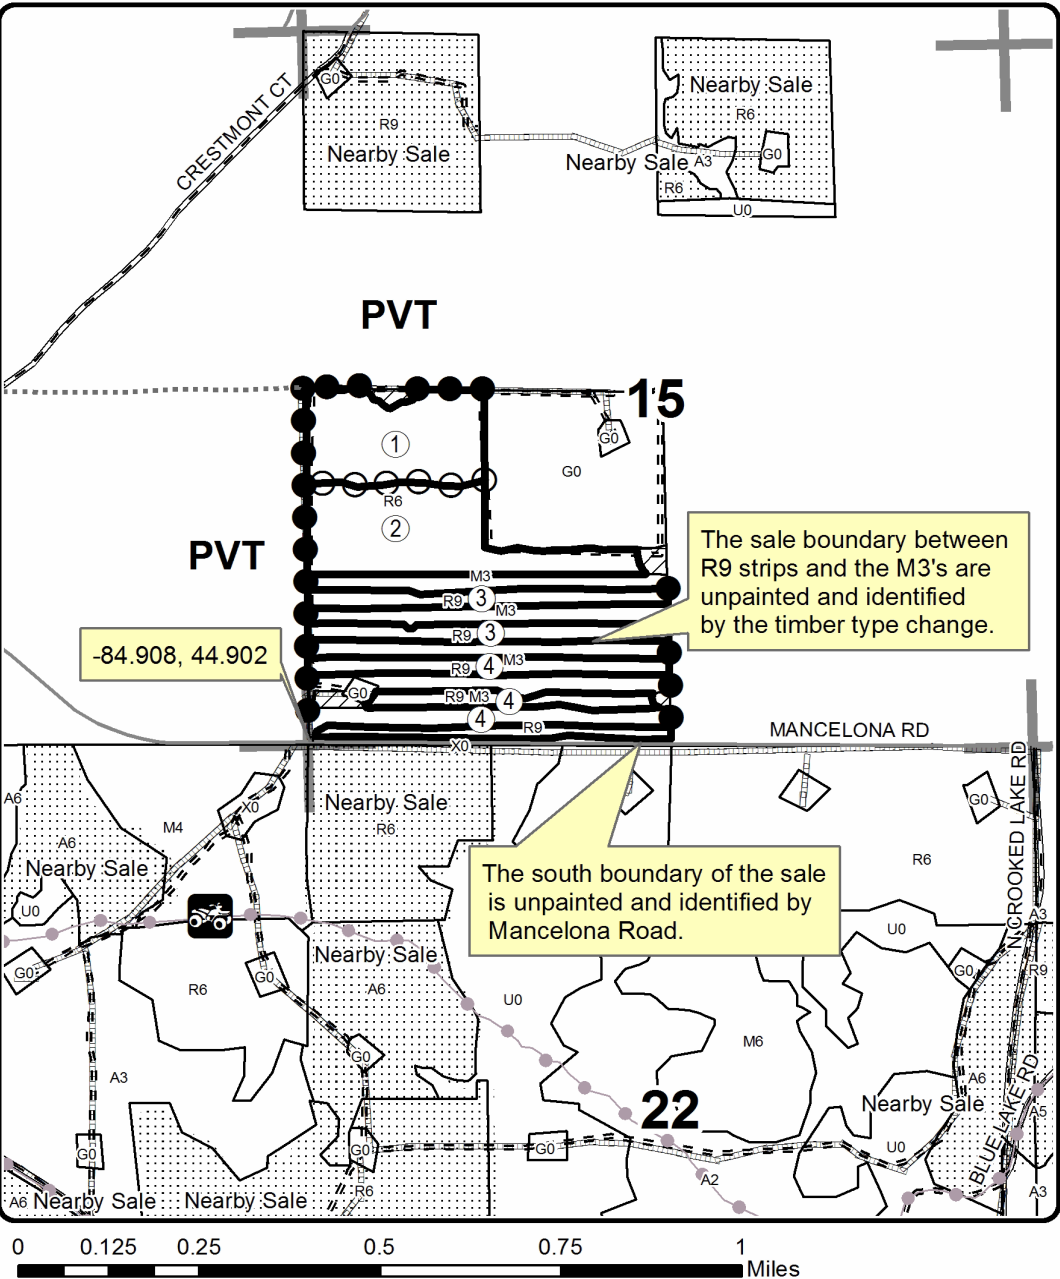 CRESTMONT CT
G0
R9
Nearby Sale
Nearby Sale
R6
Nearby Sale
A3
G0
R6
U0
PVT
15
G0
1
G0
R6
2
PVT
The sale boundary between
R9 strips and the M3's are
unpainted and identified
by the timber type change.
M3
R9
3
M3
R9
3
-84.908, 44.902
R9
4
M3
G0
R9
M3
4
4
R9
MANCELONA RD
X0
A6
X0
M4
Nearby Sale
R6
G0
N CROOKED LAKE RD
A6
Nearby Sale
R6
The south boundary of the sale
is unpainted and identified by
Mancelona Road.
U0
A3
U0
Nearby Sale
G0
G0
G0
R9
R6
A6
U0
M6
G0
A3
A6
BLUE LAKE RD
22
Nearby Sale
A5
G0
G0
G0
U0
R6
A2
A3
A6
Nearby Sale
Nearby Sale
0
0.125
0.25
0.5
0.75
1
Miles